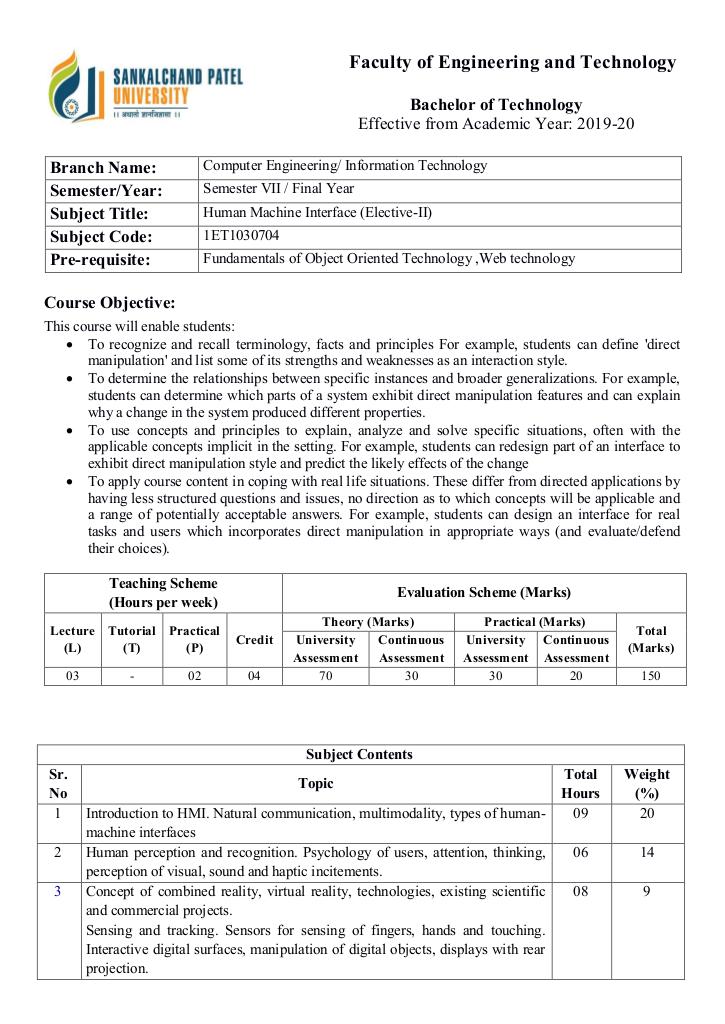 SANKALCHAND PATEL
UNIVERSITY
Faculty of Engineering and Technology
Bachelor of Technology
Effective from Academic Year: 2019-20
Branch Name: Computer Engineering/ Information Technology
Semester/Year: Semester VII / Final Year
Subject Title: Human Machine Interface (Elective-II)
Subject Code: 1ET1030704
Pre-requisite: Fundamentals of Object Oriented Technology ,Web technology
Course Objective:
This course will enable students:
• To recognize and recall terminology, facts and principles For example, students can define 'direct
manipulation' and list some of its strengths and weaknesses as an interaction style.
• To determine the relationships between specific instances and broader generalizations. For example,
students can determine which parts of a system exhibit direct manipulation features and can explain
why a change in the system produced different properties.
• To use concepts and principles to explain, analyze and solve specific situations, often with the
applicable concepts implicit in the setting. For example, students can redesign part of an interface to
exhibit direct manipulation style and predict the likely effects of the change
• To apply course content in coping with real life situations. These differ from directed applications by
having less structured questions and issues, no direction as to which concepts will be applicable and
a range of potentially acceptable answers. For example, students can design an interface for real
tasks and users which incorporates direct manipulation in appropriate ways (and evaluate/defend
their choices).
Teaching Scheme
(Hours per week)
Evaluation Scheme (Marks)
Lecture
(L)
Tutorial
(T)
Practical
(P)
Credit
Theory (Marks)
Practical (Marks)
Total
(Marks)
University
Assessment
Continuous
Assessment
University
Assessment
Continuous
Assessment
03 - 02 04 70 30 30 20 150
Subject Contents
Sr.
No
Topic
Total
Hours
Weight
(%)
1 Introduction to HMI. Natural communication, multimodality, types of human- 09 20
machine interfaces
2 Human perception and recognition. Psychology of users, attention, thinking, 06 14
perception of visual, sound and haptic incitements.
3 Concept of combined reality, virtual reality, technologies, existing scientific 08 9
and commercial projects.
Sensing and tracking. Sensors for sensing of fingers, hands and touching.
Interactive digital surfaces, manipulation of digital objects, displays with rear
projection.